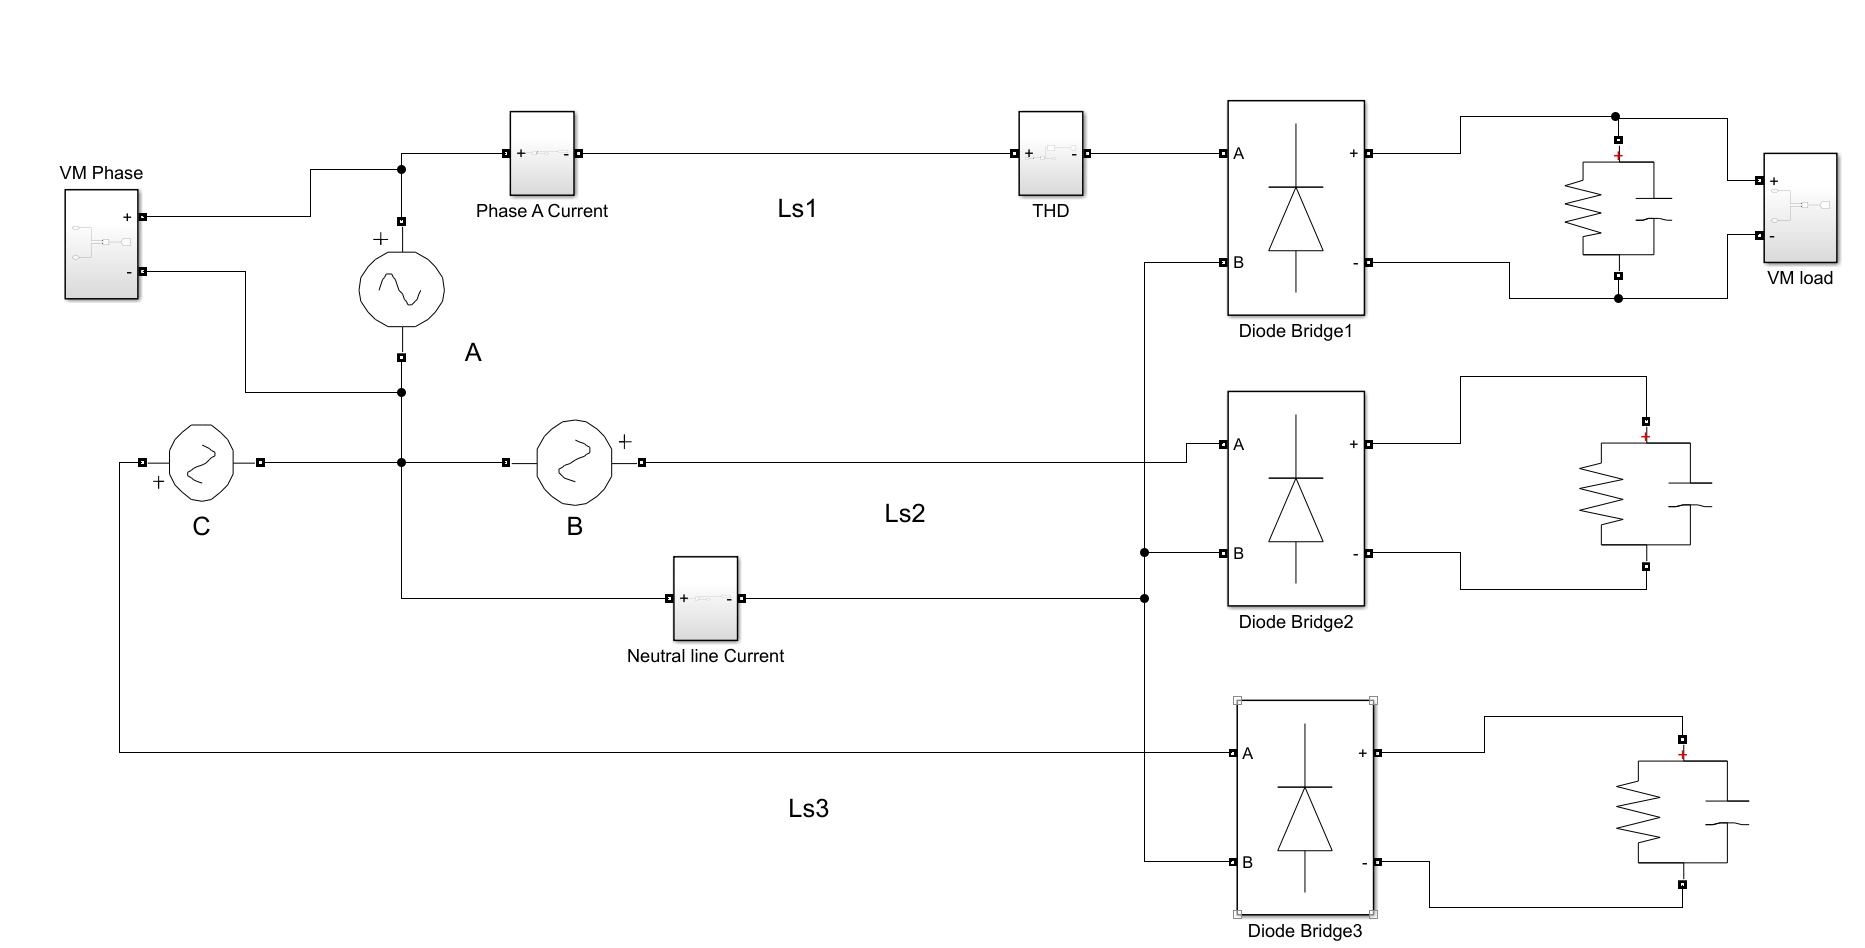 VM Phase
+
-
+ -
Phase A Current
Ls1
+ -
THD
A +
B -
Diode Bridge1
+
+
-
VM load
+
A
+
C
+
B
Ls2
A +
B -
Diode Bridge2
+
+ -
Neutral line Current
Ls3
A +
B -
Diode Bridge3
+